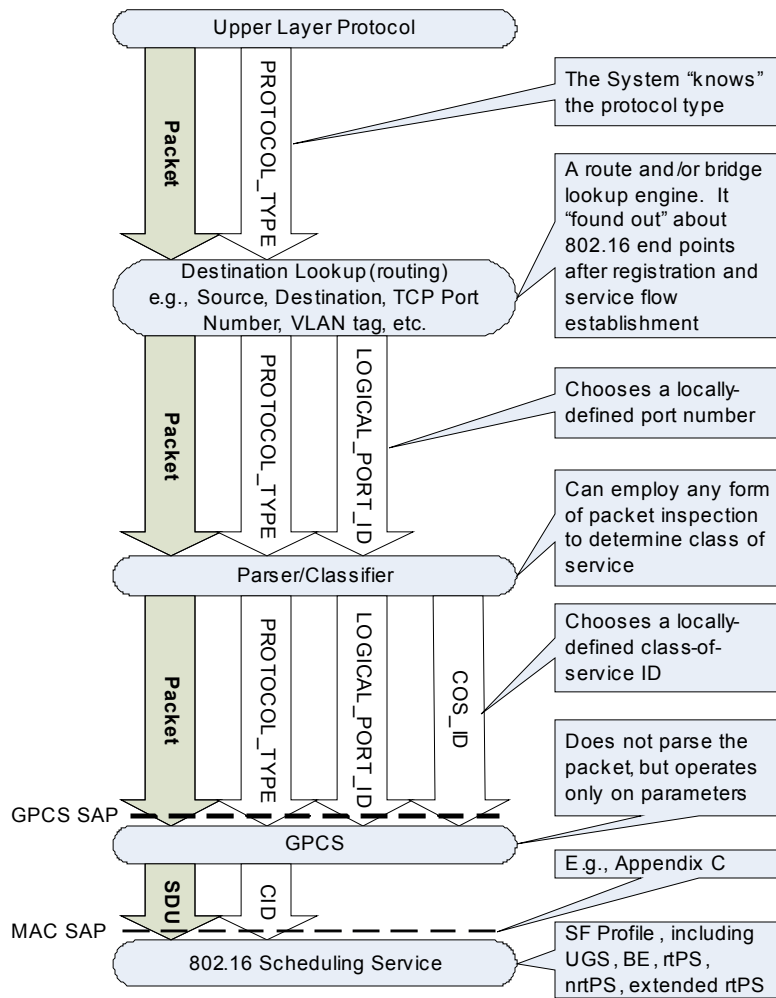 Upper Layer Protocol
Packet
PROTOCOL_TYPE
The System “knows”
the protocol type
A route and/or bridge
lookup engine. It
“found out” about
802.16 end points
after registration and
service flow
establishment
Destination Lookup (routing)
e.g., Source, Destination, TCP Port
Number, VLAN tag, etc.
Packet
PROTOCOL_TYPE
LOGICAL_PORT_ID
Chooses a locally-
defined port number
Can employ any form
of packet inspection
to determine class of
service
Parser/Classifier
Packet
PROTOCOL_TYPE
LOGICAL_PORT_ID
COS_ID
Chooses a locally-
defined class-of-
service ID
Does not parse the
packet, but operates
only on parameters
GPCS SAP
GPCS
SDU
CID
E.g., Appendix C
MAC SAP
802.16 Scheduling Service
SF Profile, including
UGS, BE, rtPS,
nrtPS, extended rtPS